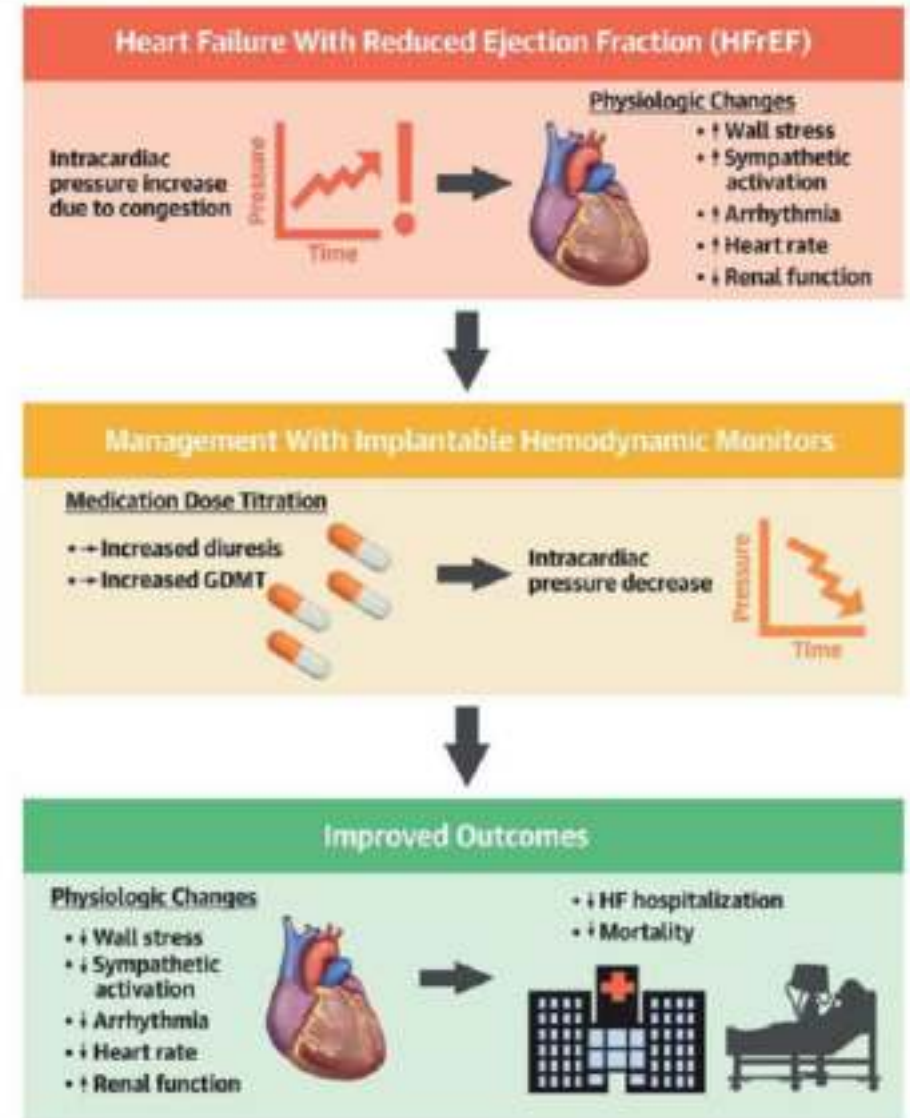 Heart Failure With Reduced Ejection Fraction (HFrEF)
Intracardiac
pressure increase
due to congestion
Pressure
Time
Physiologic Changes
• ↑ Wall stress
• ↑ Sympathetic
activation
• ↑ Arrhythmia
• ↑ Heart rate
• ↓ Renal function
Management With Implantable Hemodynamic Monitors
Medication Dose Titration
• → Increased diuresis
• → Increased GDMT
Intracardiac
pressure decrease
Pressure
Time
Improved Outcomes
Physiologic Changes
• ↓ Wall stress
• ↓ Sympathetic
activation
• ↓ Arrhythmia
• ↓ Heart rate
• ↑ Renal function
• ↓ HF hospitalization
• ↓ Mortality